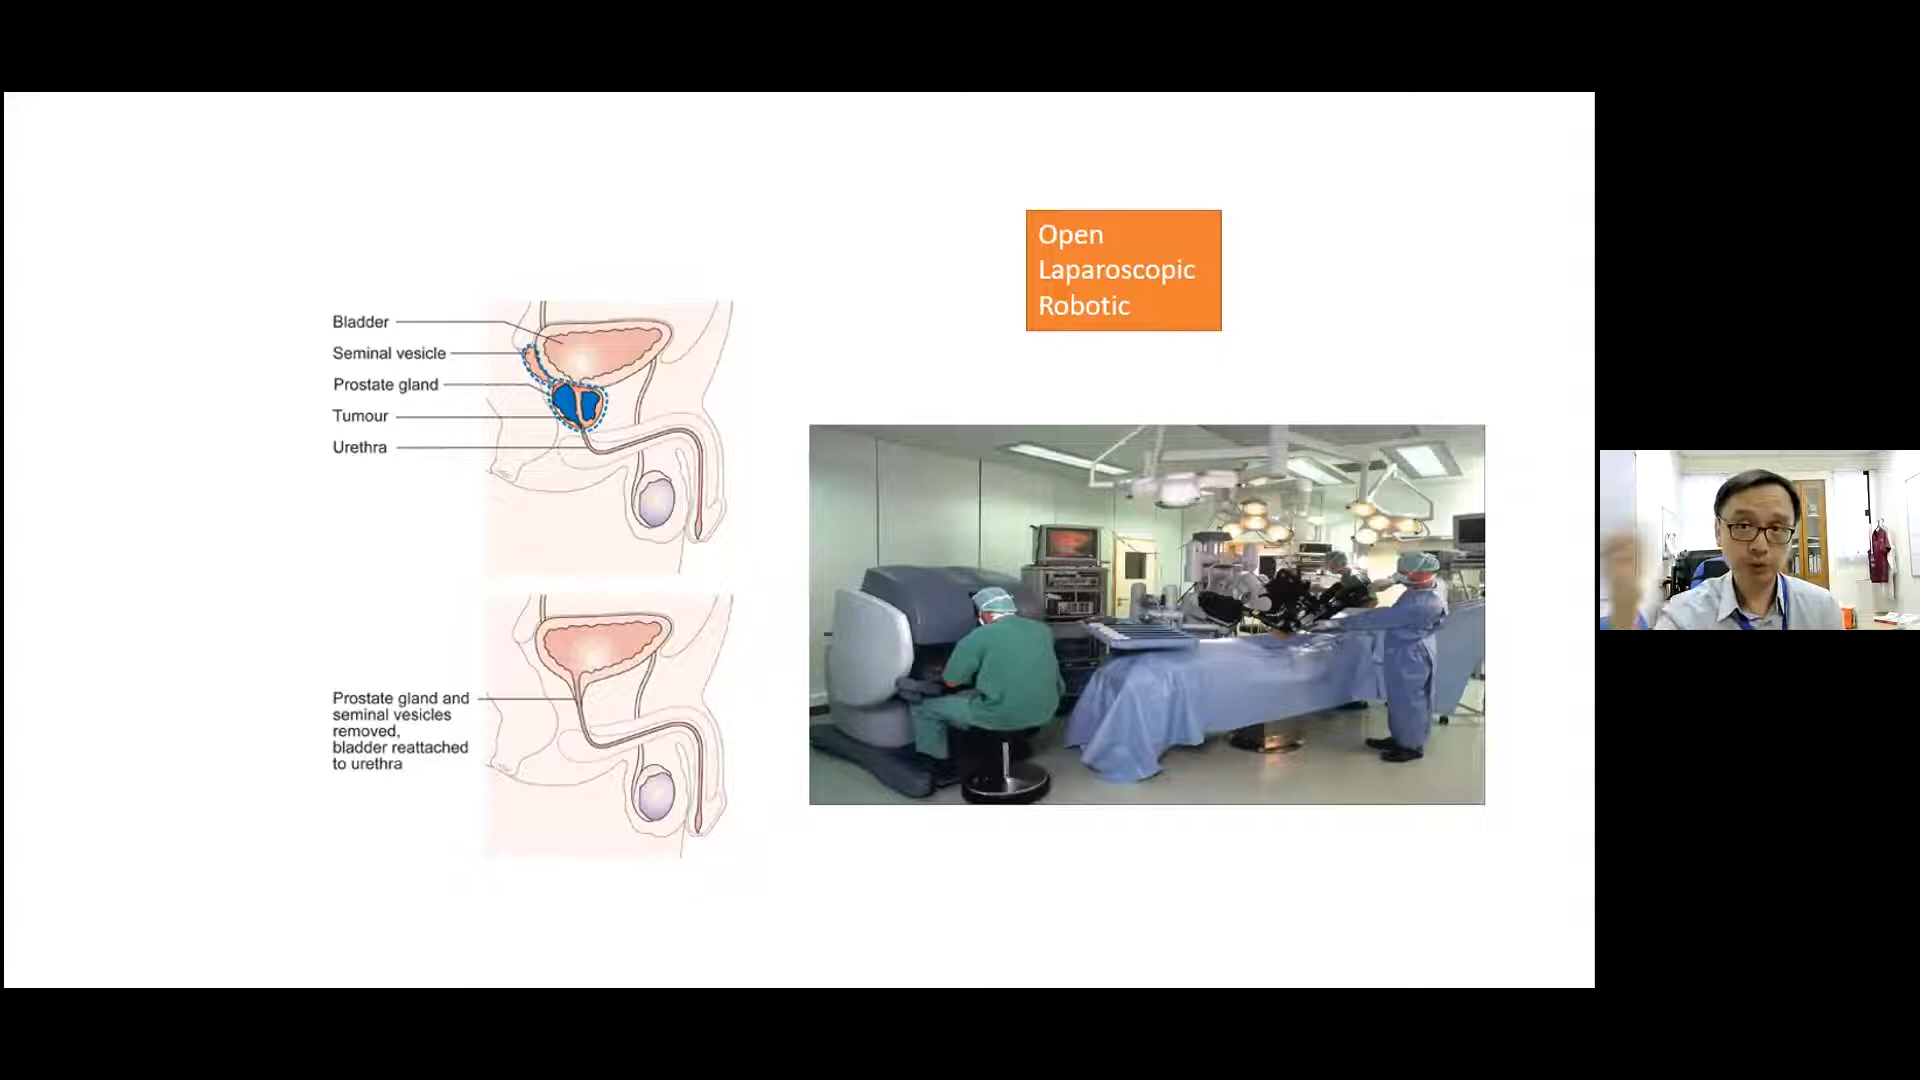 Open
Laparoscopic
Robotic
Bladder
Seminal vesicle
Prostate gland
Tumour
Urethra
Prostate gland and
seminal vesicles
removed,
bladder reattached
to urethra